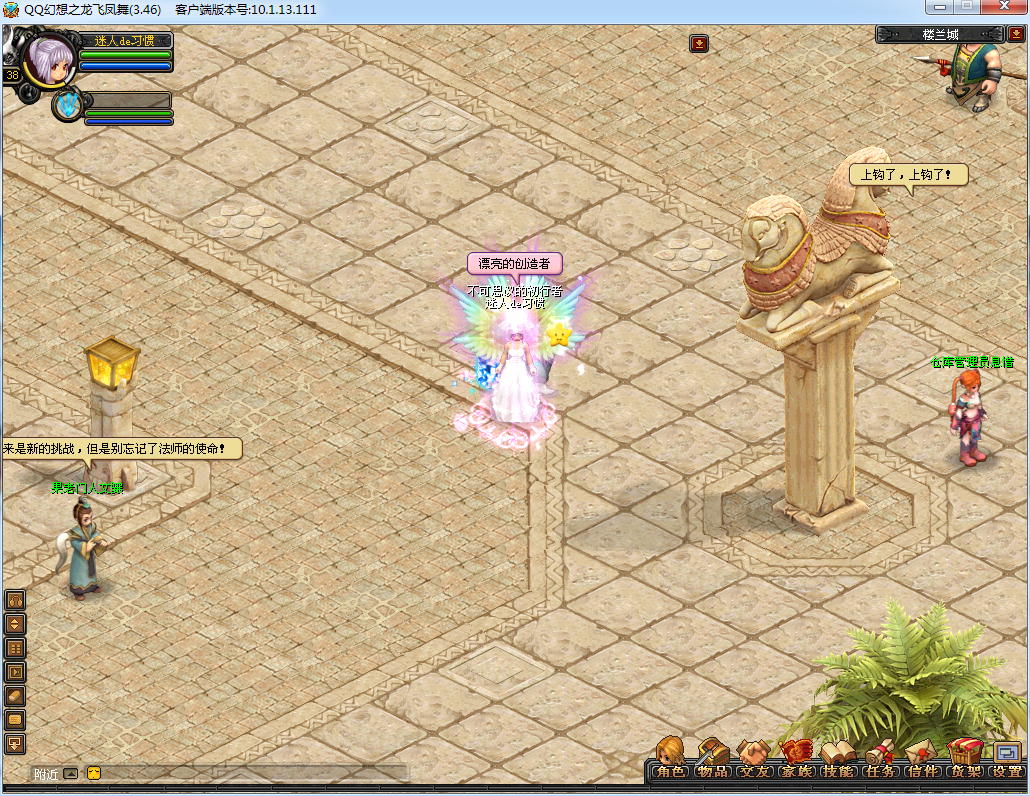 QQ幻想之龙飞凤舞(3.46) 客户端版本号:10.1.13.111
迷人de习惯
38
楼兰城
上钩了，上钩了!
漂亮的创造者
不可思议的初行者
迷人de习惯
仓库管理员息谱
来是新的挑战，但是别忘记了法师的使命!
附近
角色 物品 交友 家族 技能 任务 信件 货架 设置